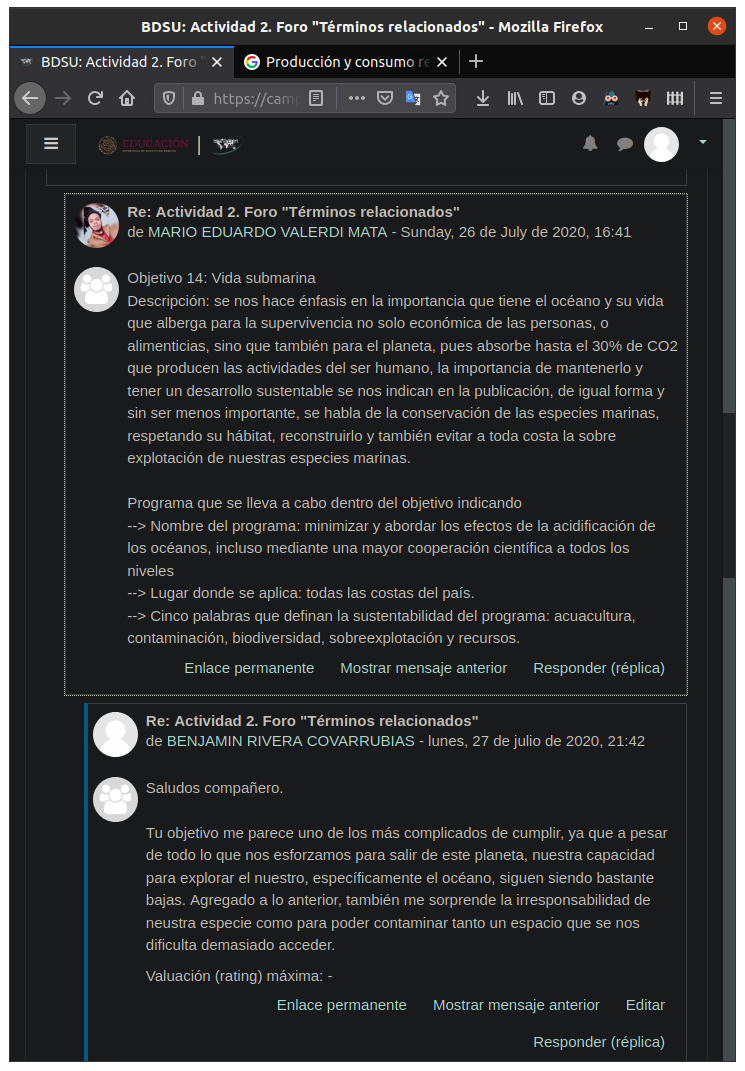 BDSU: Actividad 2. Foro "Términos relacionados" - Mozilla Firefox
BDSU: Actividad 2. Foro "
Producción y consumo re
https://cam
EDUCACIÓN
Re: Actividad 2. Foro "Términos relacionados"
de MARIO EDUARDO VALERDI MATA - Sunday, 26 de July de 2020, 16:41
Objetivo 14: Vida submarina
Descripción: se nos hace énfasis en la importancia que tiene el océano y su vida
que alberga para la supervivencia no solo económica de las personas, o
alimenticias, sino que también para el planeta, pues absorbe hasta el 30% de CO2
que producen las actividades del ser humano, la importancia de mantenerlo y
tener un desarrollo sustentable se nos indican en la publicación, de igual forma y
sin ser menos importante, se habla de la conservación de las especies marinas,
respetando su hábitat, reconstruirlo y también evitar a toda costa la sobre
explotación de nuestras especies marinas.
Programa que se lleva a cabo dentro del objetivo indicando
--> Nombre del programa: minimizar y abordar los efectos de la acidificación de
los océanos, incluso mediante una mayor cooperación científica a todos los
niveles
--> Lugar donde se aplica: todas las costas del país.
--> Cinco palabras que definan la sustentabilidad del programa: acuacultura,
contaminación, biodiversidad, sobreexplotación y recursos.
Enlace permanente Mostrar mensaje anterior Responder (réplica)
Re: Actividad 2. Foro "Términos relacionados"
de BENJAMIN RIVERA COVARRUBIAS - lunes, 27 de julio de 2020, 21:42
Saludos compañero.
Tu objetivo me parece uno de los más complicados de cumplir, ya que a pesar
de todo lo que nos esforzamos para salir de este planeta, nuestra capacidad
para explorar el nuestro, específicamente el océano, siguen siendo bastante
bajas. Agregado a lo anterior, también me sorprende la irresponsabilidad de
neustra especie como para poder contaminar tanto un espacio que se nos
dificulta demasiado acceder.
Valuación (rating) máxima: -
Enlace permanente Mostrar mensaje anterior Editar
Responder (réplica)